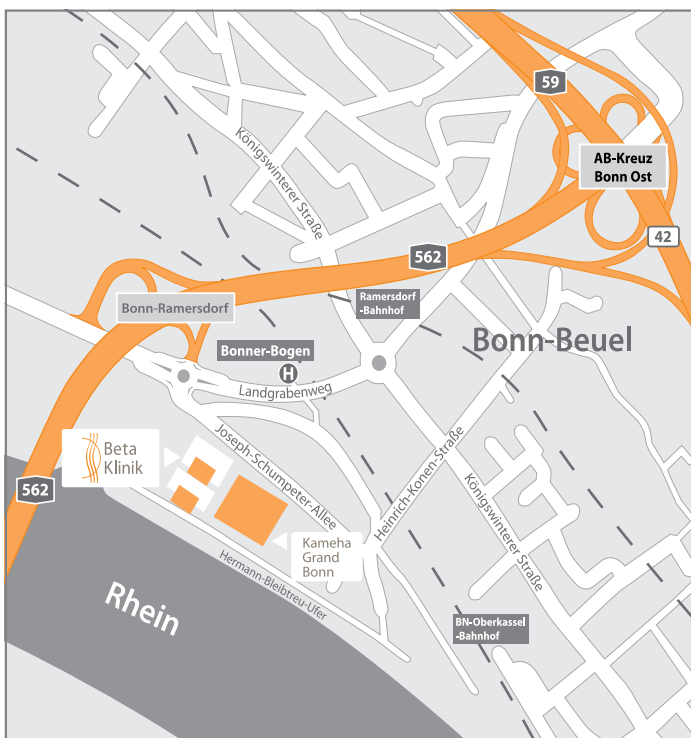 59
Königswinterer Straße
AB-Kreuz
Bonn Ost
42
562
Bonn-Ramersdorf
Ramersdorf
-Bahnhof
Bonn-Beuel
Bonner-Bogen
H
Landgrabenweg
Beta
Klinik
Joseph-Schumpeter-Allee
Heinrich-Konen-Straße
Königswinterer Straße
562
Kameha
Grand
Bonn
Hermann-Bleibtreu-Ufer
Rhein
BN-Oberkassel
-Bahnhof